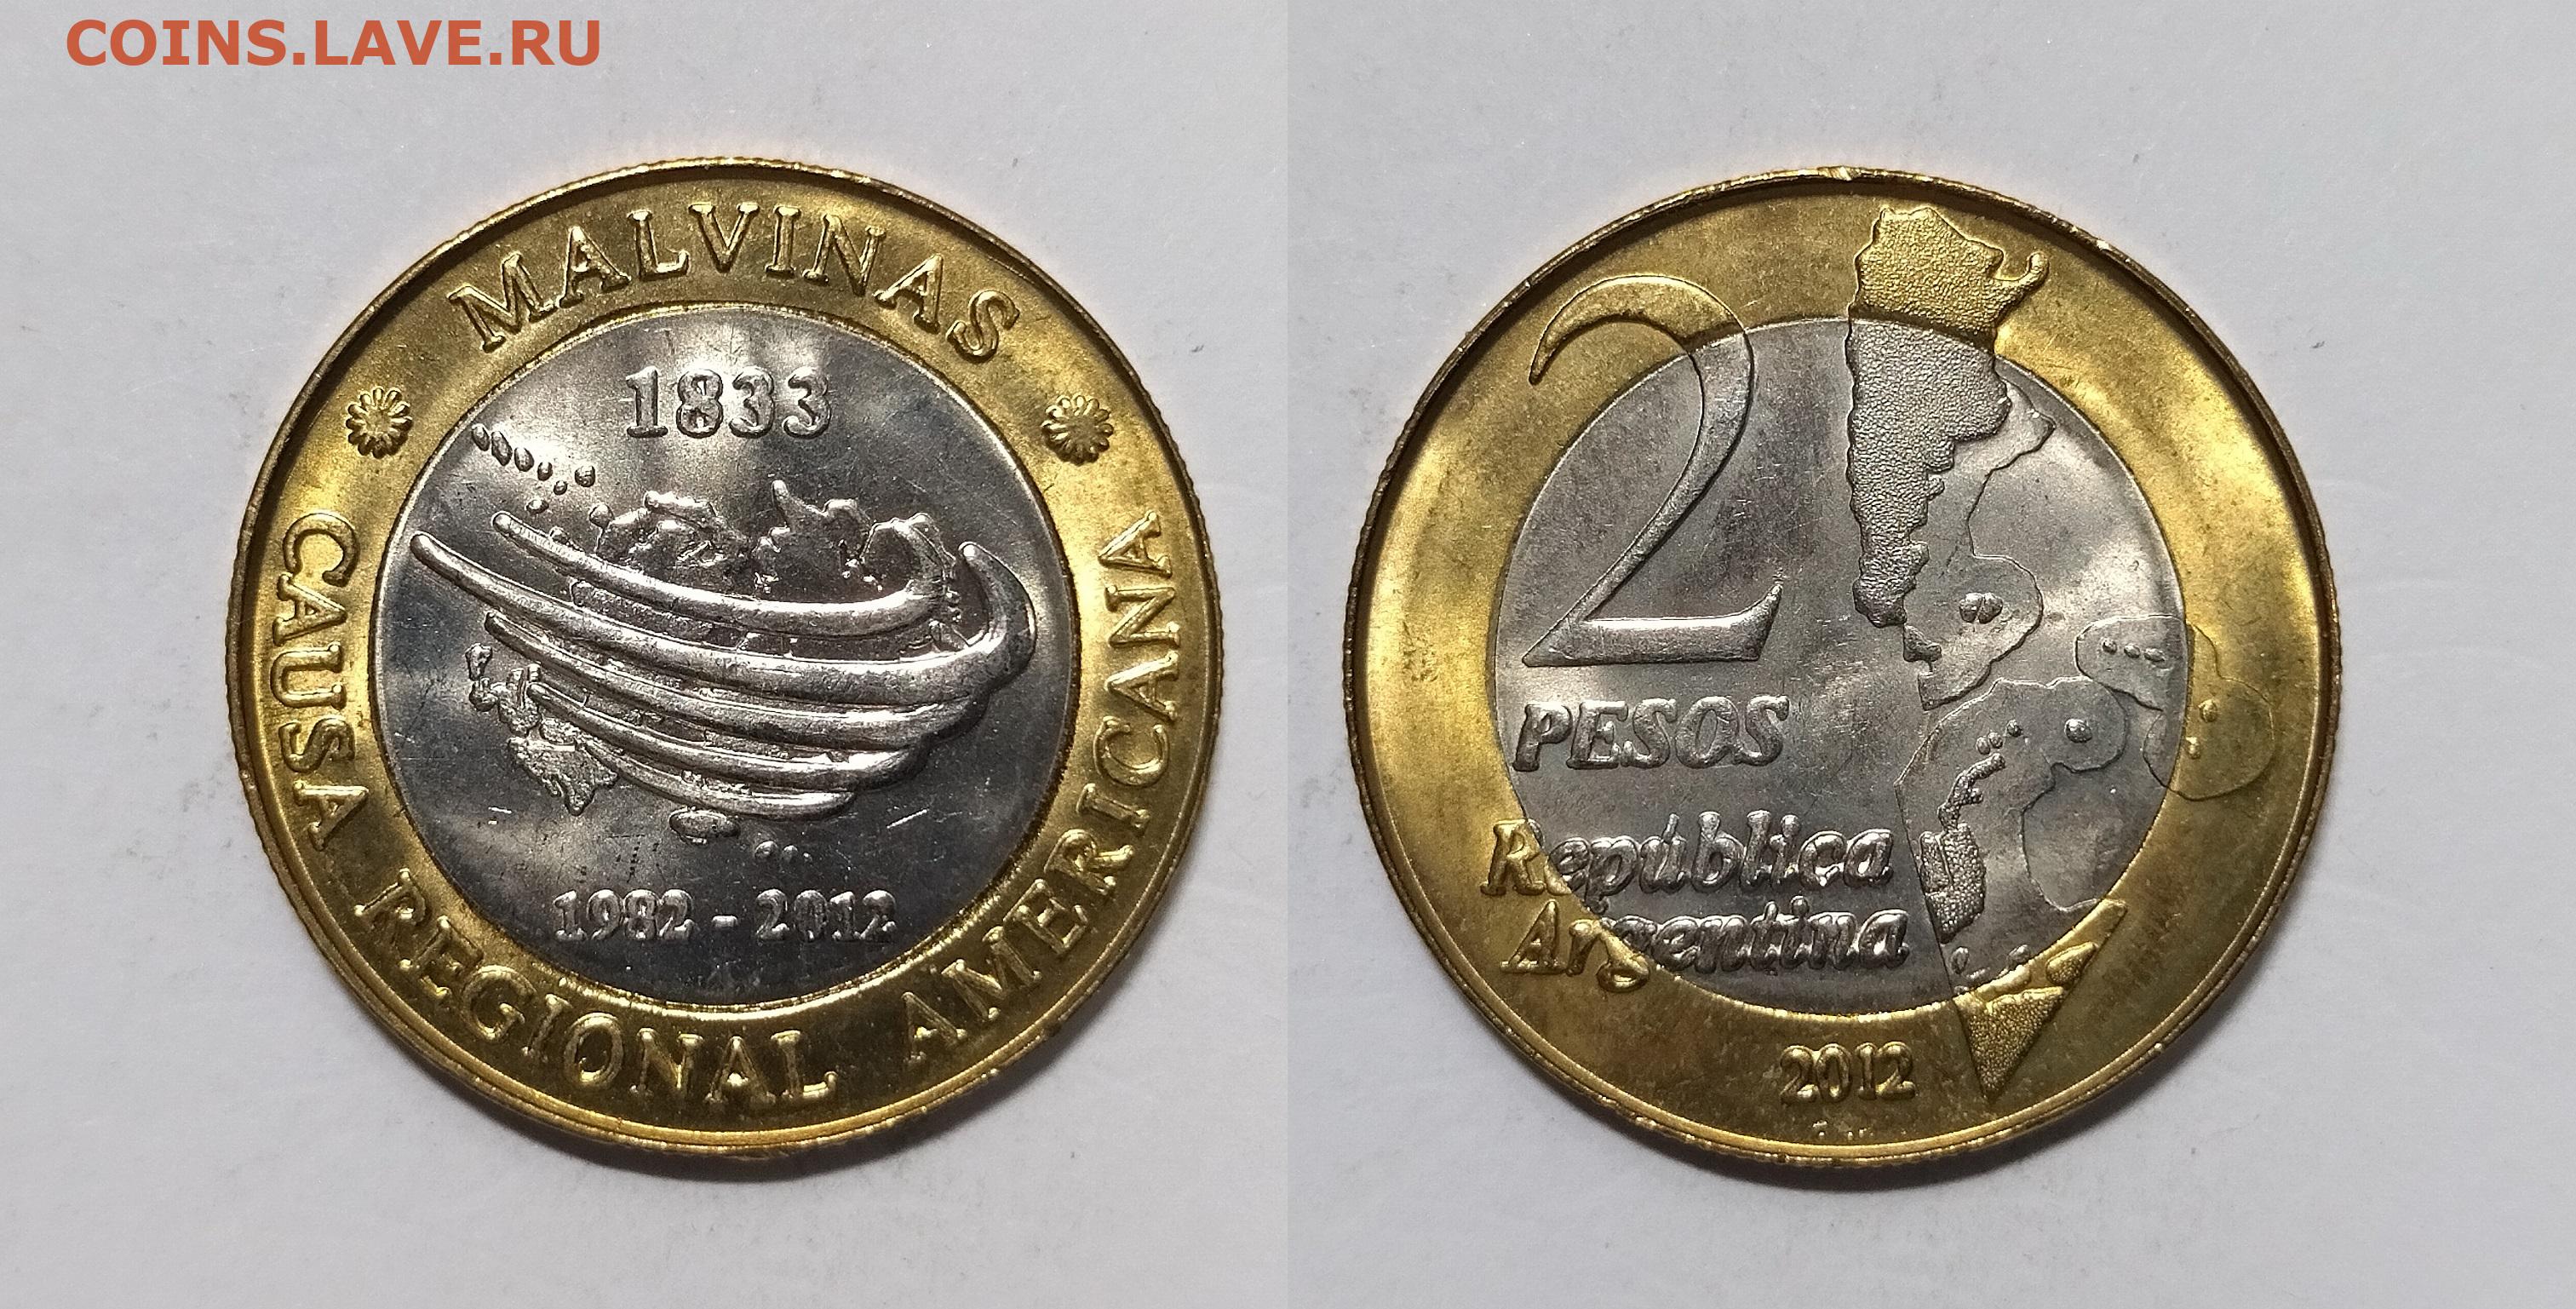 COINS.LAVE.RU
MALVINAS
CAUSA REGIONAL AMERICANA
1833
1982 - 2012
2
PESOS
República
Argentina
2012